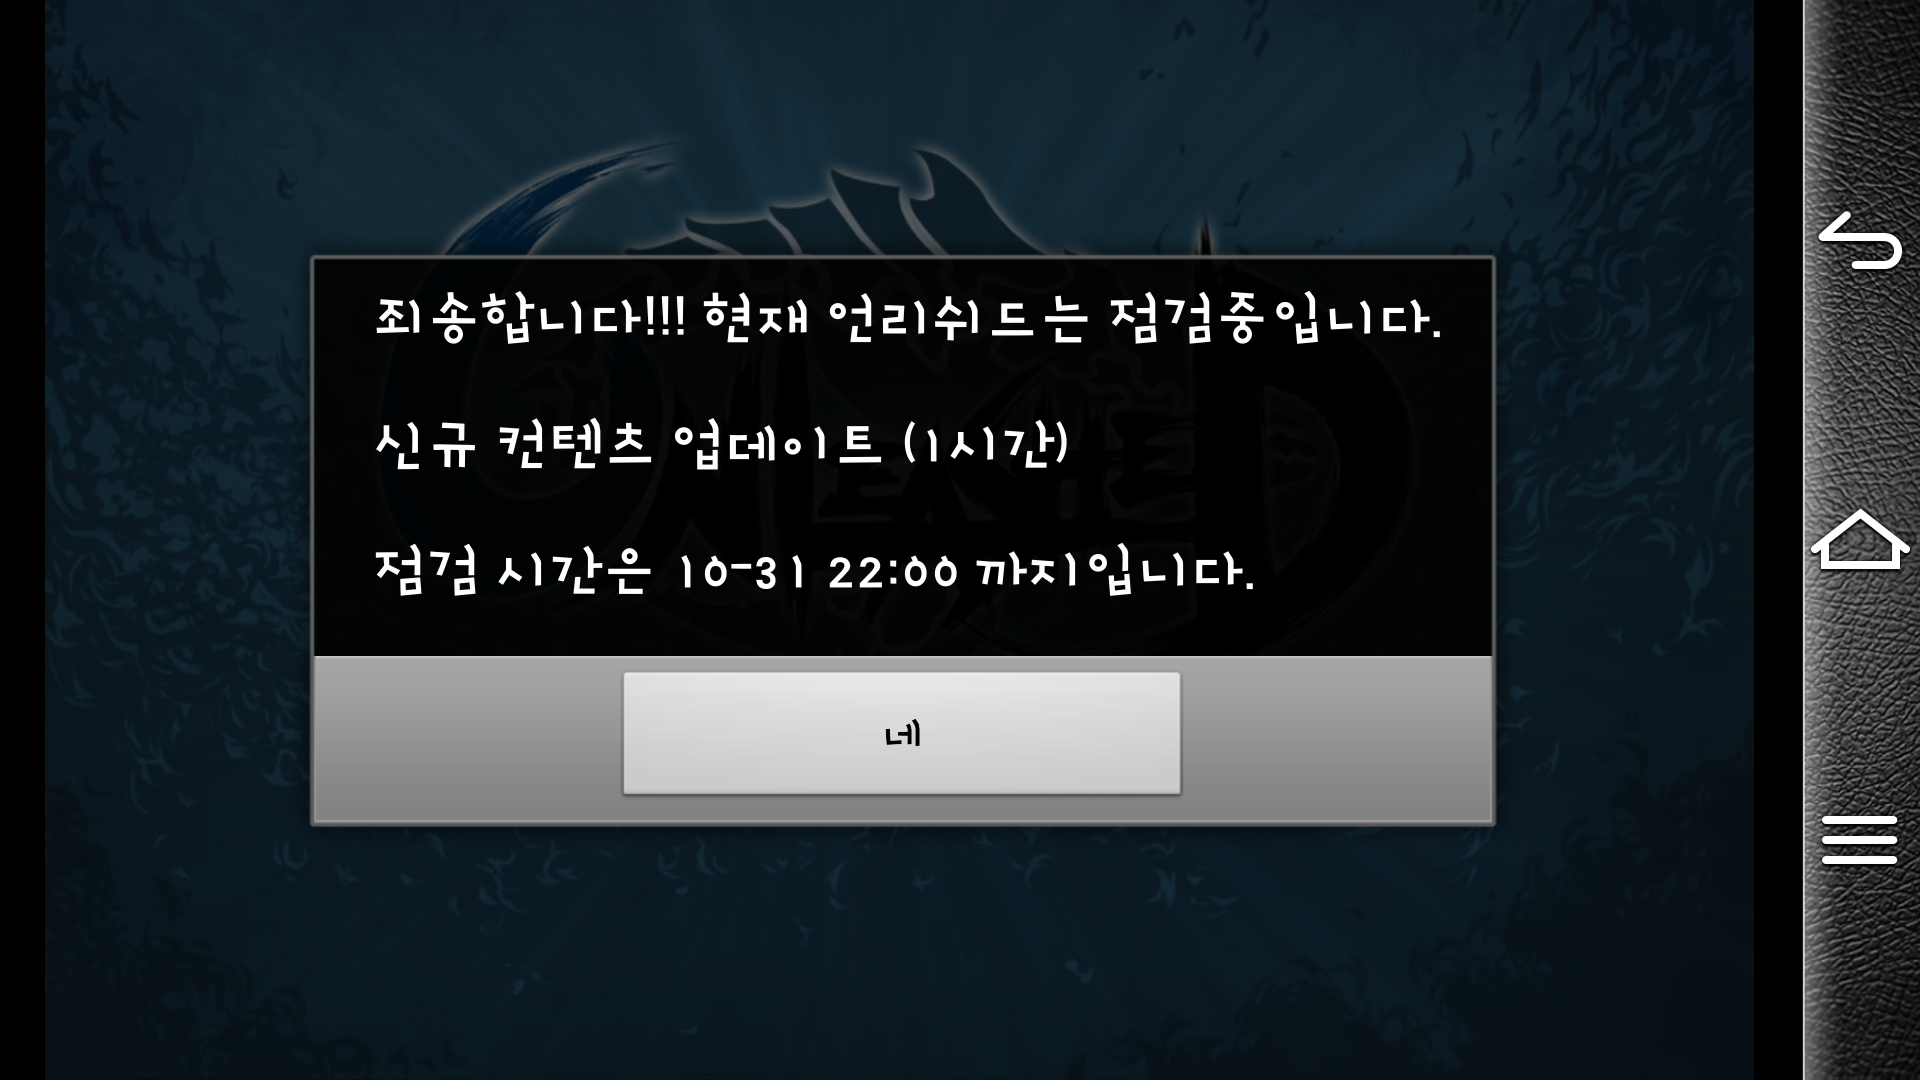 죄송합니다!!! 현재 언리쉬드는 점검중입니다.
신규 컨텐츠 업데이트 (1시간)
점검 시간은 10-31 22:00 까지입니다.
네